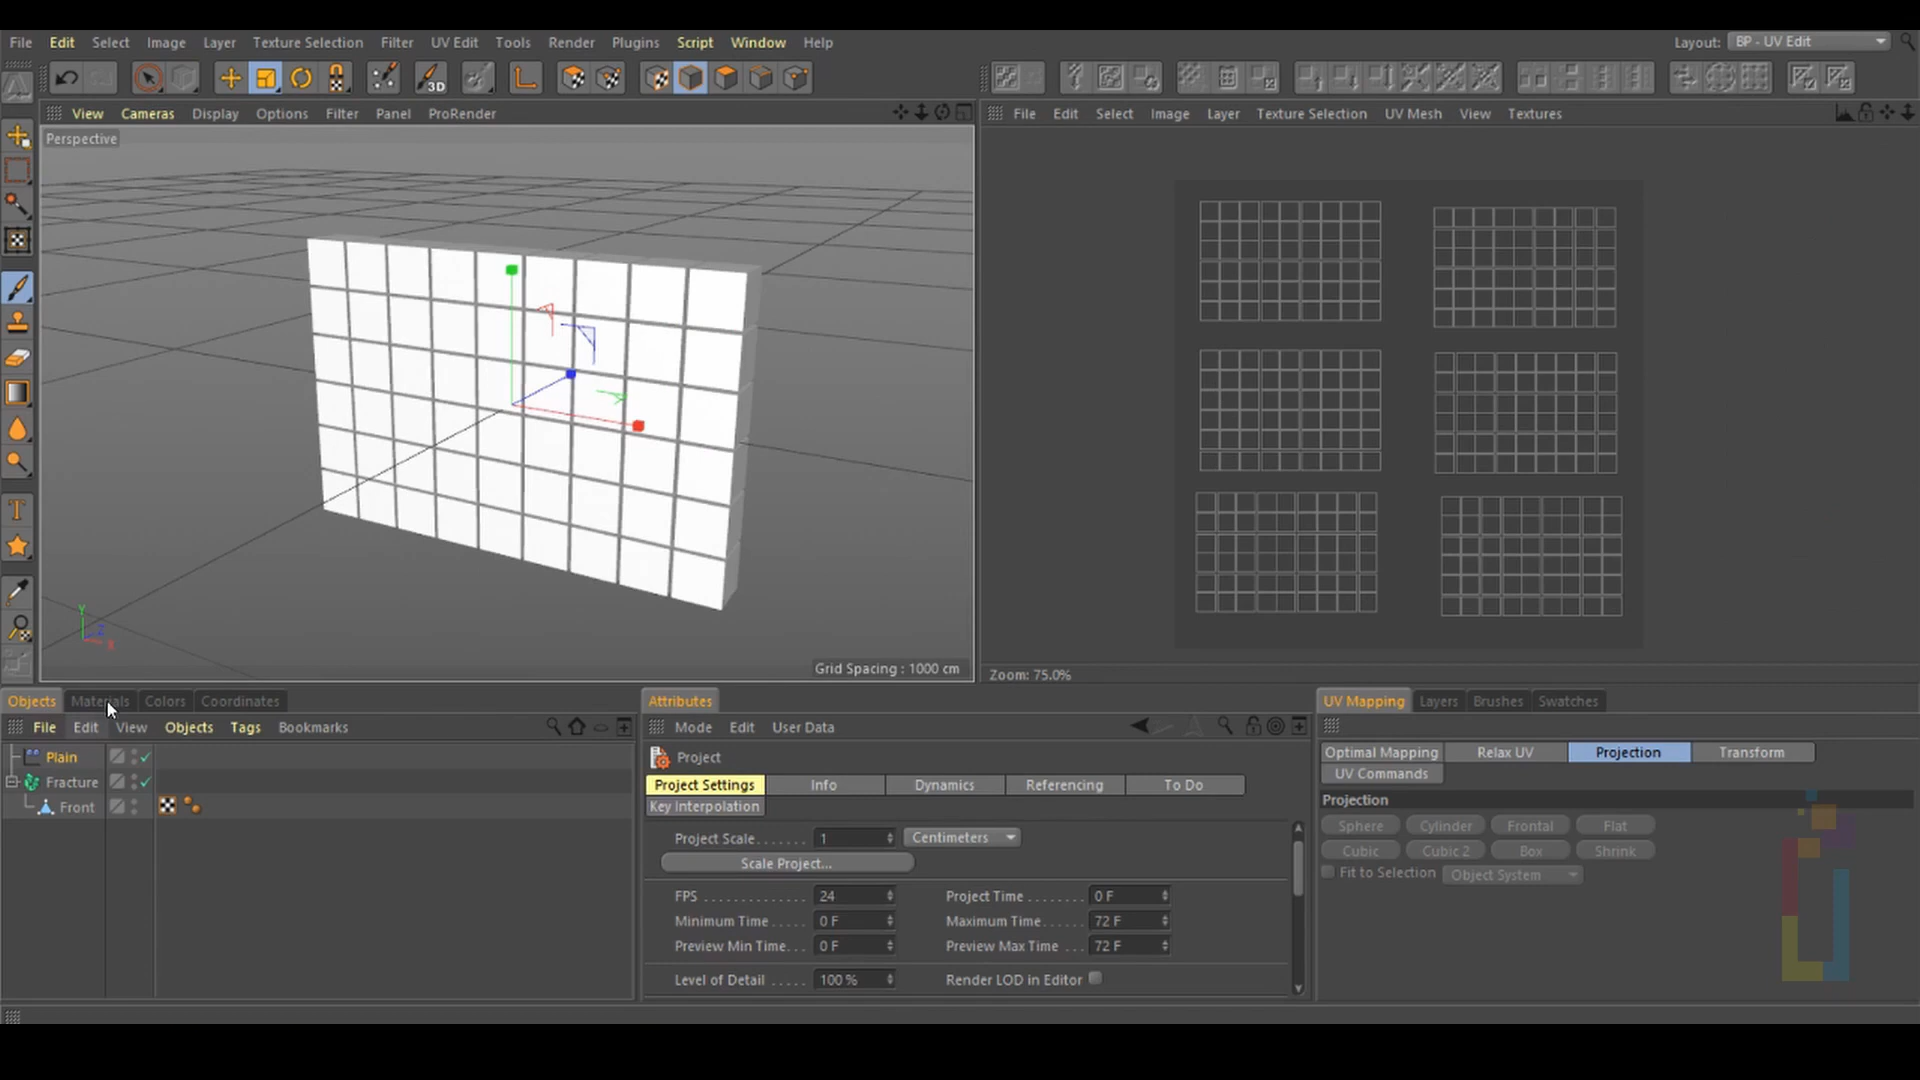 File Edit Select Image Layer Texture Selection Filter UV Edit Tools Render Plugins Script Window Help Layout: BP - UV Edit
3D
View Cameras Display Options Filter Panel ProRender
File Edit Select Image Layer Texture Selection UV Mesh View Textures
Perspective
Y
Z
X
Grid Spacing : 1000 cm
Zoom: 75.0%
Objects Materials Colors Coordinates
File Edit View Objects Tags Bookmarks
Plain
Fracture
Front
Attributes
Mode Edit User Data
Project
Project Settings Info Dynamics Referencing To Do
Key Interpolation
Project Scale....... 1 Centimeters
Scale Project...
FPS ............. 24 Project Time ........ 0 F
Minimum Time .... 0 F Maximum Time..... 72 F
Preview Min Time... 0 F Preview Max Time ... 72 F
Level of Detail ..... 100 % Render LOD in Editor
UV Mapping Layers Brushes Swatches
Optimal Mapping Relax UV Projection Transform
UV Commands
Projection
Sphere Cylinder Frontal Flat
Cubic Cubic 2 Box Shrink
Fit to Selection Object System